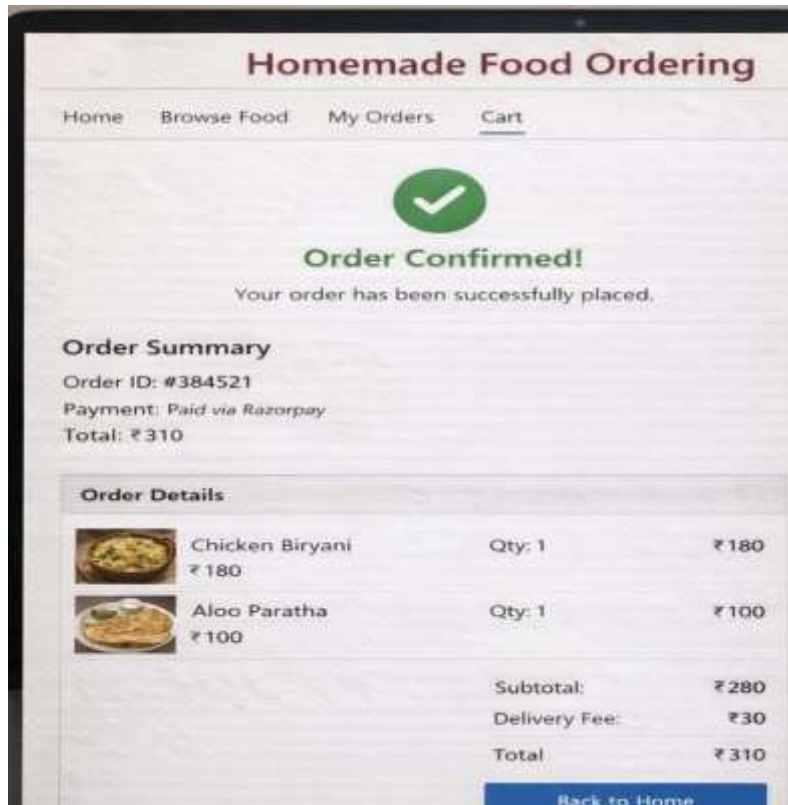 Homemade Food Ordering
Home Browse Food My Orders Cart
Order Confirmed!
Your order has been successfully placed.
Order Summary
Order ID: #384521
Payment: Paid via Razorpay
Total: ₹310
Order Details
Chicken Biryani Qty: 1 ₹180
₹180
Aloo Paratha Qty: 1 ₹100
₹100
Subtotal: ₹280
Delivery Fee: ₹30
Total ₹310
Back to Home